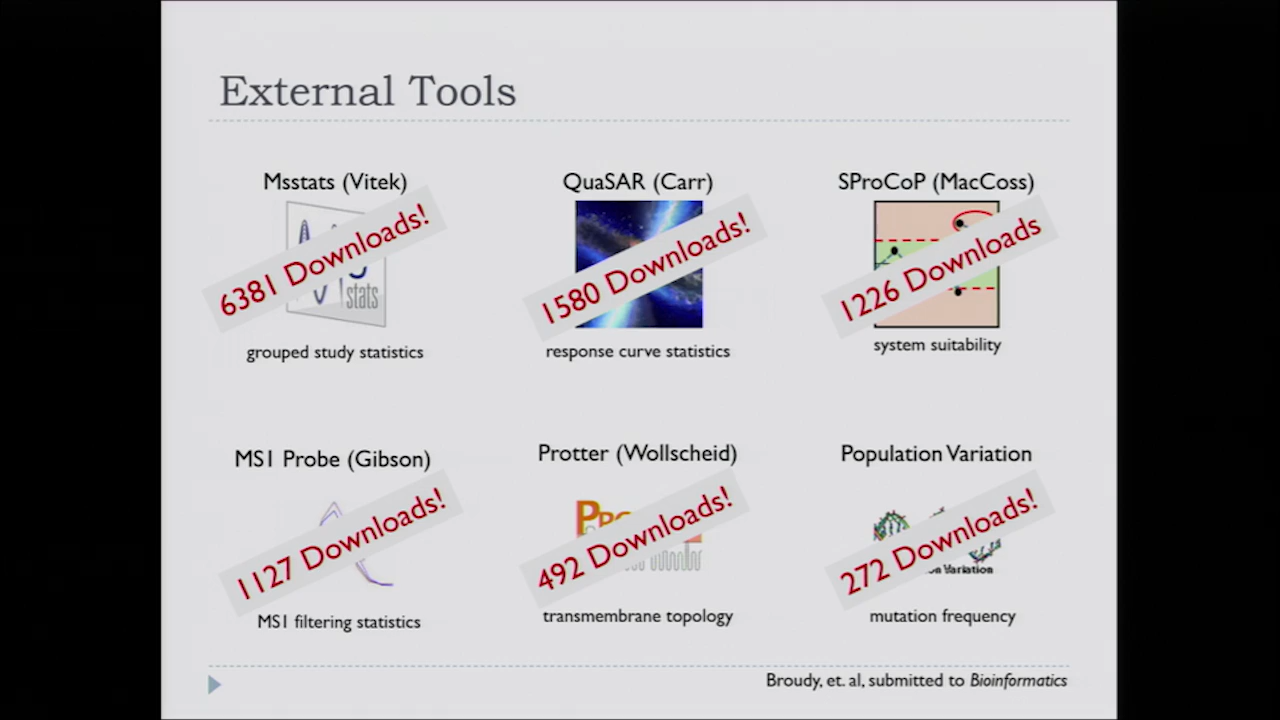 External Tools
Msstats (Vitek)
6381 Downloads!
stats
grouped study statistics
QuaSAR (Carr)
1580 Downloads!
response curve statistics
SProCoP (MacCoss)
1226 Downloads
system suitability
MS1 Probe (Gibson)
1127 Downloads!
MS1 filtering statistics
Protter (Wollscheid)
492 Downloads!
transmembrane topology
Population Variation
272 Downloads!
Variation
mutation frequency
Broudy, et. al, submitted to Bioinformatics